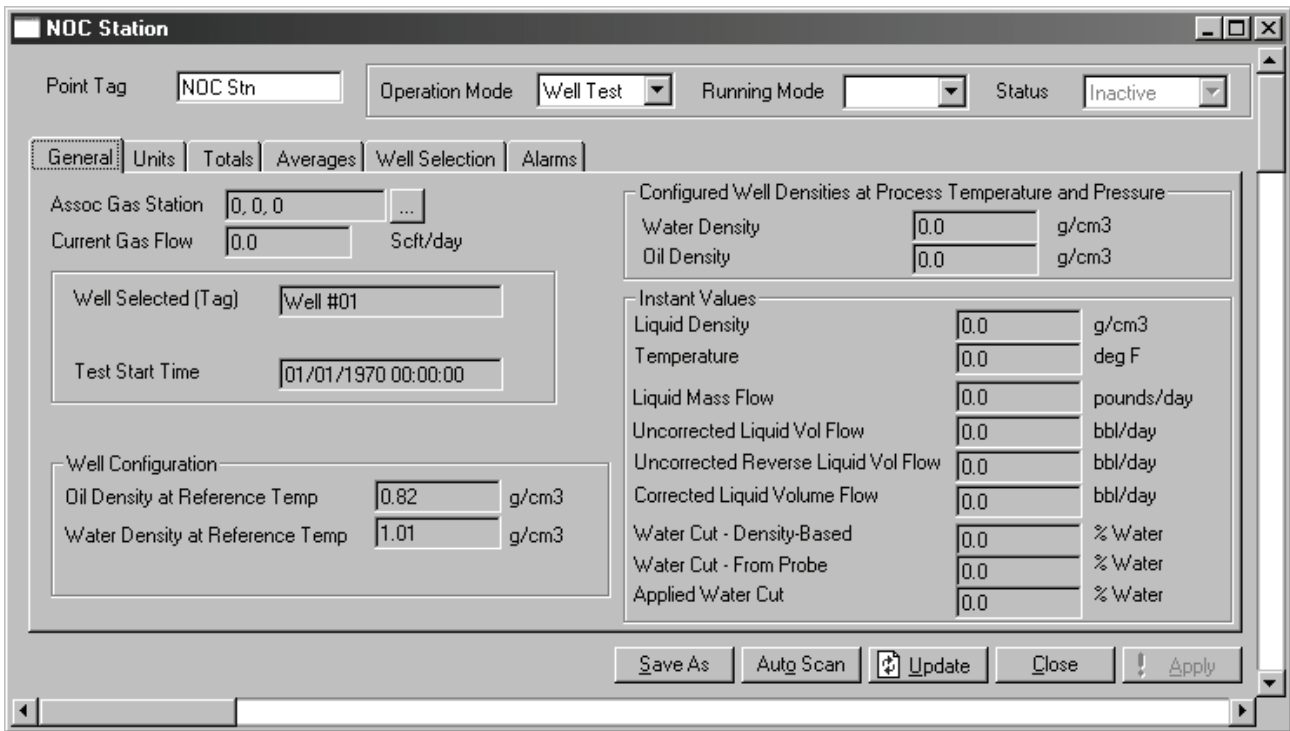 NOC Station
Point Tag NOC Stn Operation Mode Well Test Running Mode Status Inactive
General Units Totals Averages Well Selection Alarms
Assoc Gas Station 0, 0, 0 ...
Current Gas Flow 0.0 Scft/day
Well Selected (Tag) Well #01
Test Start Time 01/01/1970 00:00:00
Well Configuration
Oil Density at Reference Temp 0.82 g/cm3
Water Density at Reference Temp 1.01 g/cm3
Configured Well Densities at Process Temperature and Pressure
Water Density 0.0 g/cm3
Oil Density 0.0 g/cm3
Instant Values
Liquid Density 0.0 g/cm3
Temperature 0.0 deg F
Liquid Mass Flow 0.0 pounds/day
Uncorrected Liquid Vol Flow 0.0 bbl/day
Uncorrected Reverse Liquid Vol Flow 0.0 bbl/day
Corrected Liquid Volume Flow 0.0 bbl/day
Water Cut - Density-Based 0.0 % Water
Water Cut - From Probe 0.0 % Water
Applied Water Cut 0.0 % Water
Save As Auto Scan Update Close ! Apply